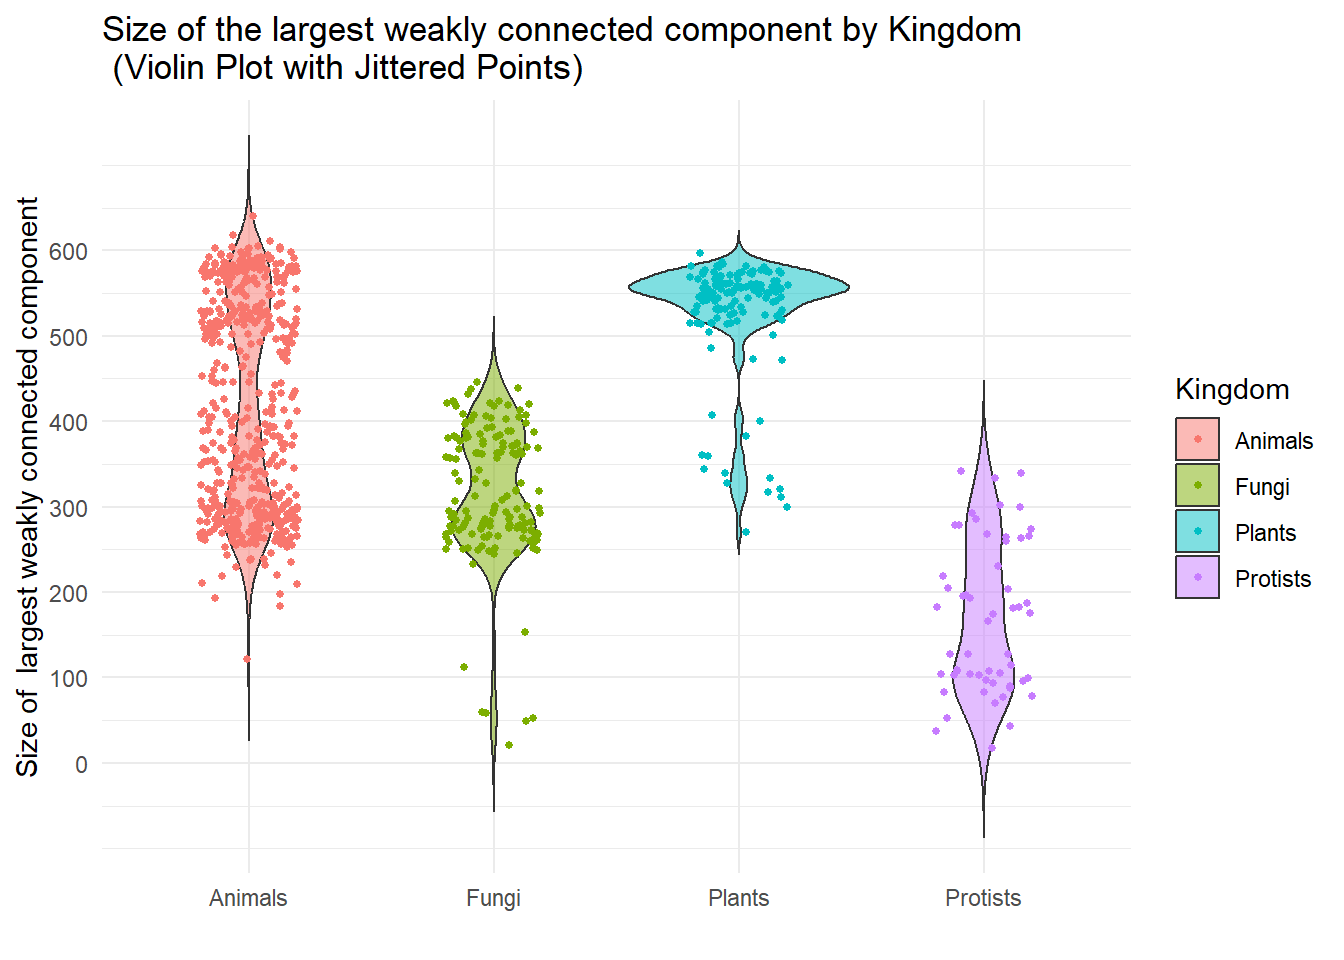 Size of the largest weakly connected component by Kingdom
(Violin Plot with Jittered Points)
Size of  largest weakly connected component
600
500
400
300
200
100
0
Animals
Fungi
Plants
Protists
Kingdom
Animals
Fungi
Plants
Protists